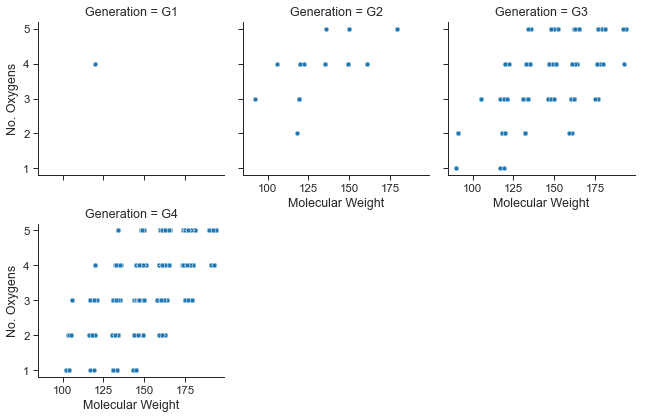 Generation = G1
Generation = G2
Generation = G3
5
4
3
2
1
No. Oxygens
100 125 150 175
Molecular Weight
100 125 150 175
Molecular Weight
Generation = G4
5
4
3
2
1
No. Oxygens
100 125 150 175
Molecular Weight